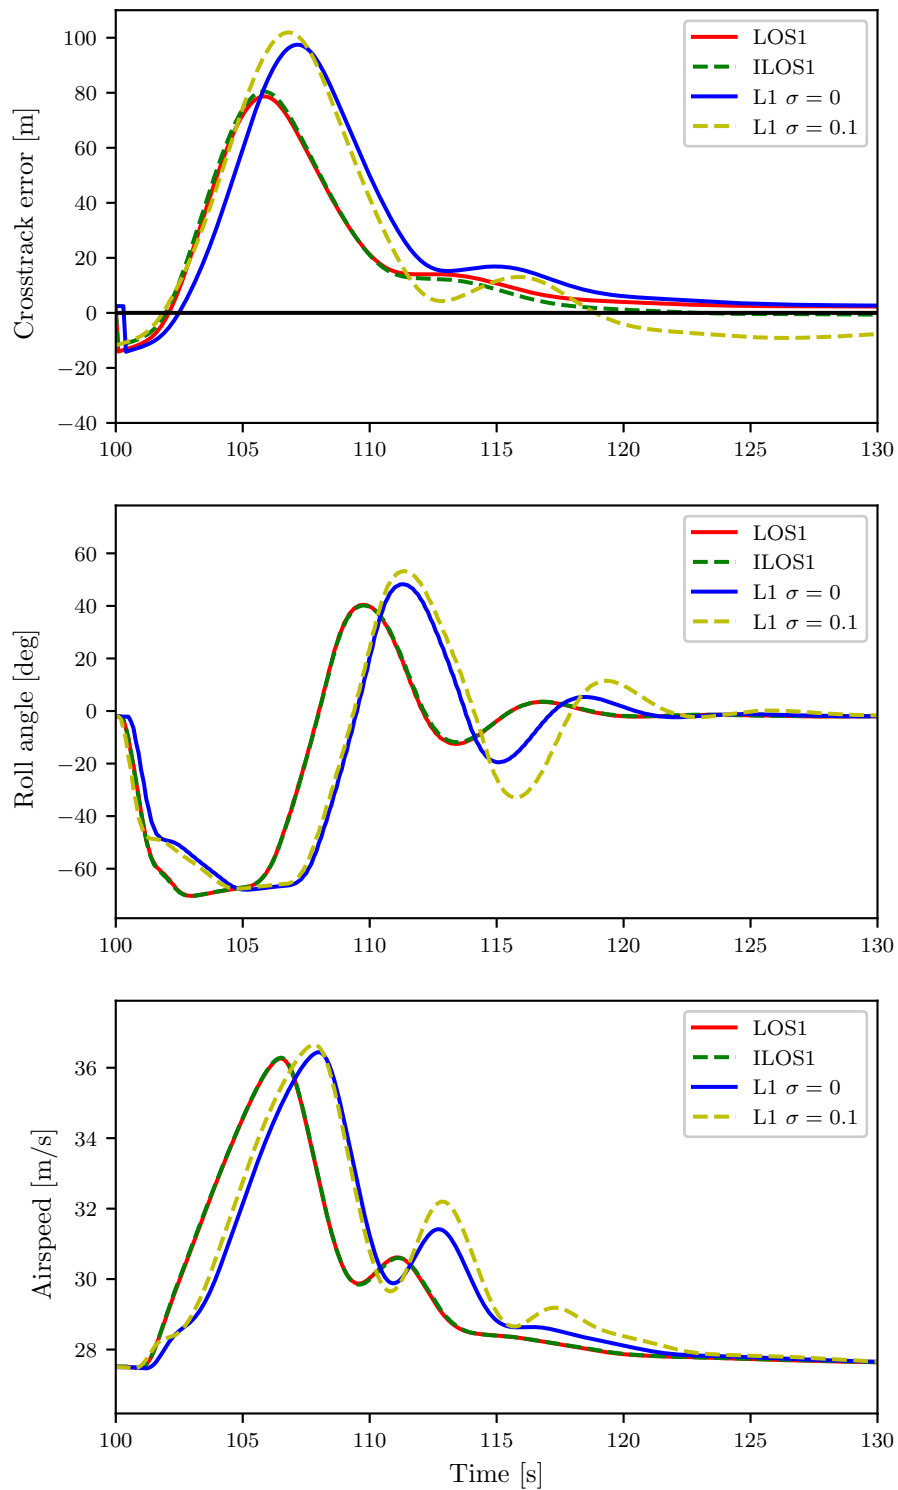 Crosstrack error [m]
100
80
60
40
20
0
−20
−40
LOS1
ILOS1
L1 σ = 0
L1 σ = 0.1
100 105 110 115 120 125 130
Roll angle [deg]
60
40
20
0
−20
−40
−60
LOS1
ILOS1
L1 σ = 0
L1 σ = 0.1
100 105 110 115 120 125 130
Airspeed [m/s]
36
34
32
30
28
LOS1
ILOS1
L1 σ = 0
L1 σ = 0.1
100 105 110 115 120 125 130
Time [s]